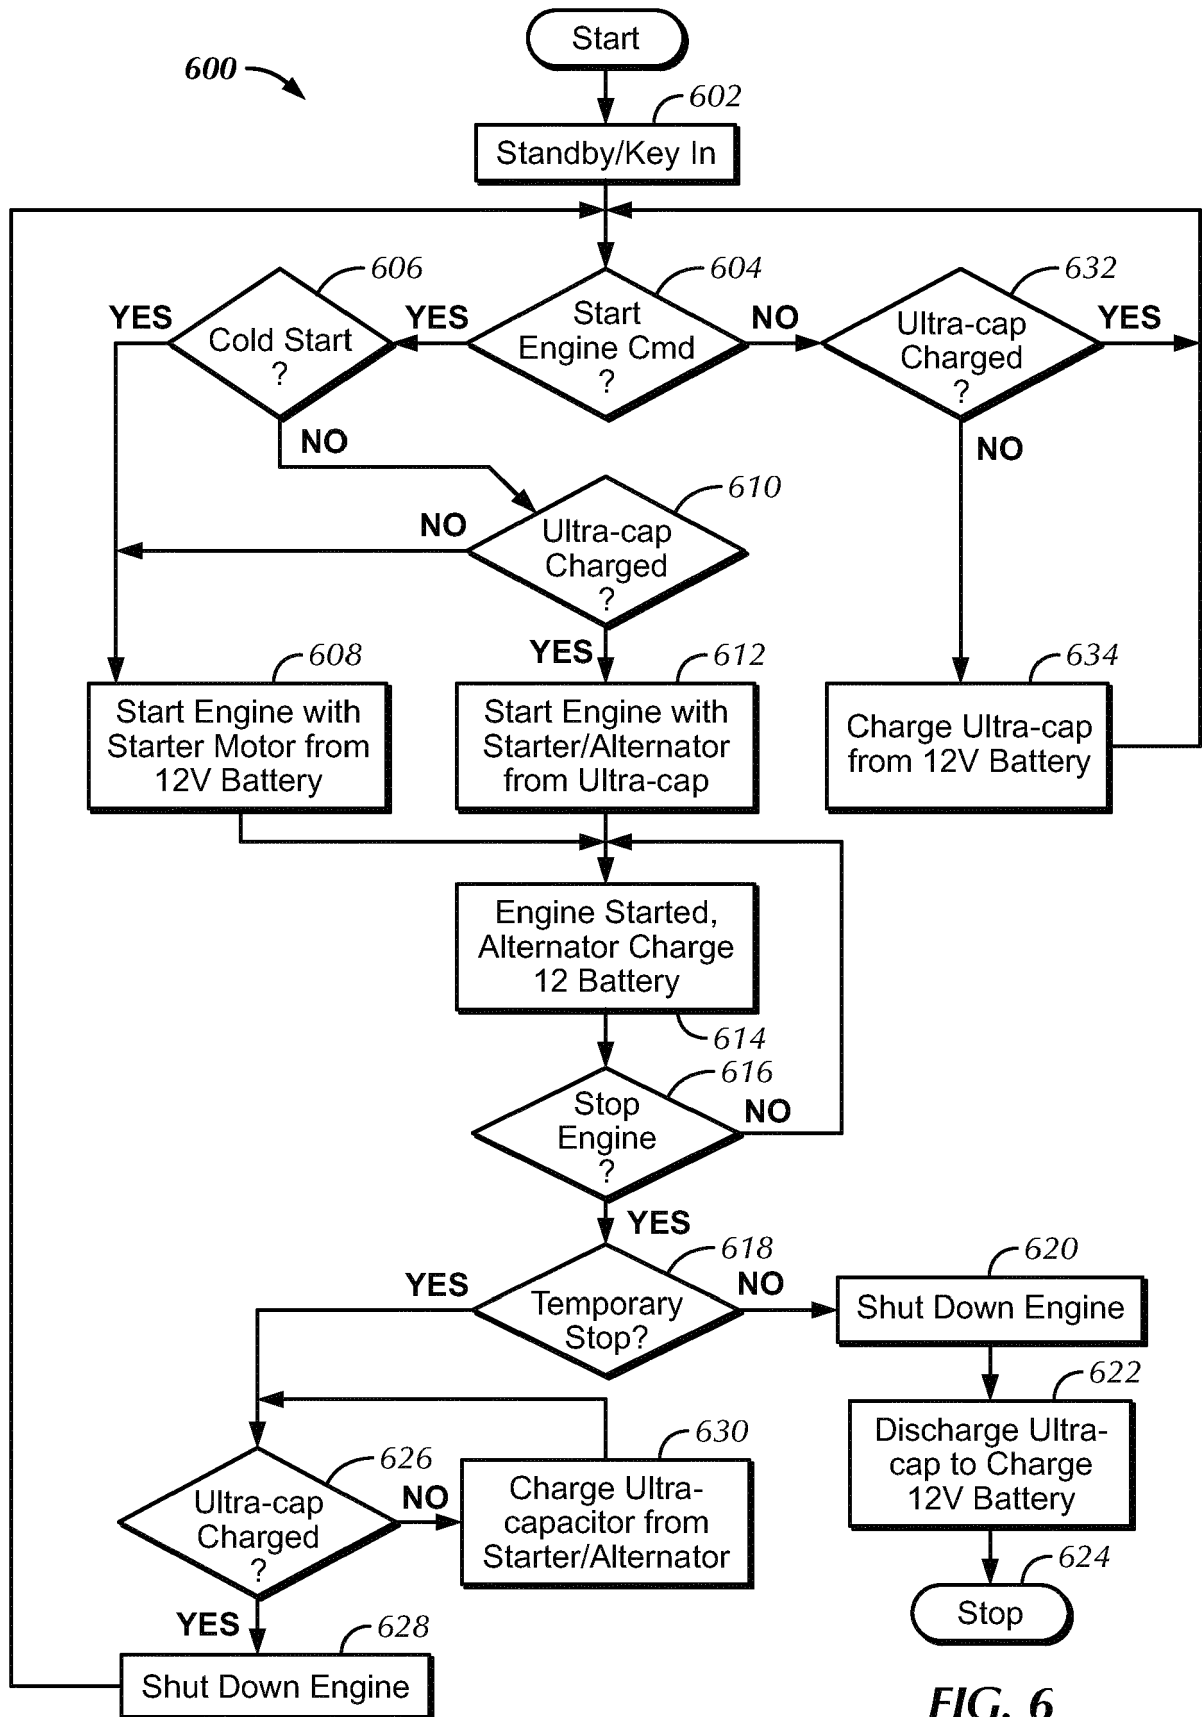 Start
600
602
Standby/Key In
606
604
632
YES
Cold Start
?
YES
Start
Engine Cmd
?
NO
Ultra-cap
Charged
?
YES
NO
NO
610
NO
Ultra-cap
Charged
?
YES
608
612
634
Start Engine with
Starter Motor from
12V Battery
Start Engine with
Starter/Alternator
from Ultra-cap
Charge Ultra-cap
from 12V Battery
Engine Started,
Alternator Charge
12 Battery
614
616
Stop
Engine
?
NO
YES
618
YES
Temporary
Stop?
NO
620
Shut Down Engine
622
Discharge Ultra-
cap to Charge
12V Battery
626
Ultra-cap
Charged
?
NO
630
Charge Ultra-
capacitor from
Starter/Alternator
624
Stop
YES
628
Shut Down Engine
FIG. 6